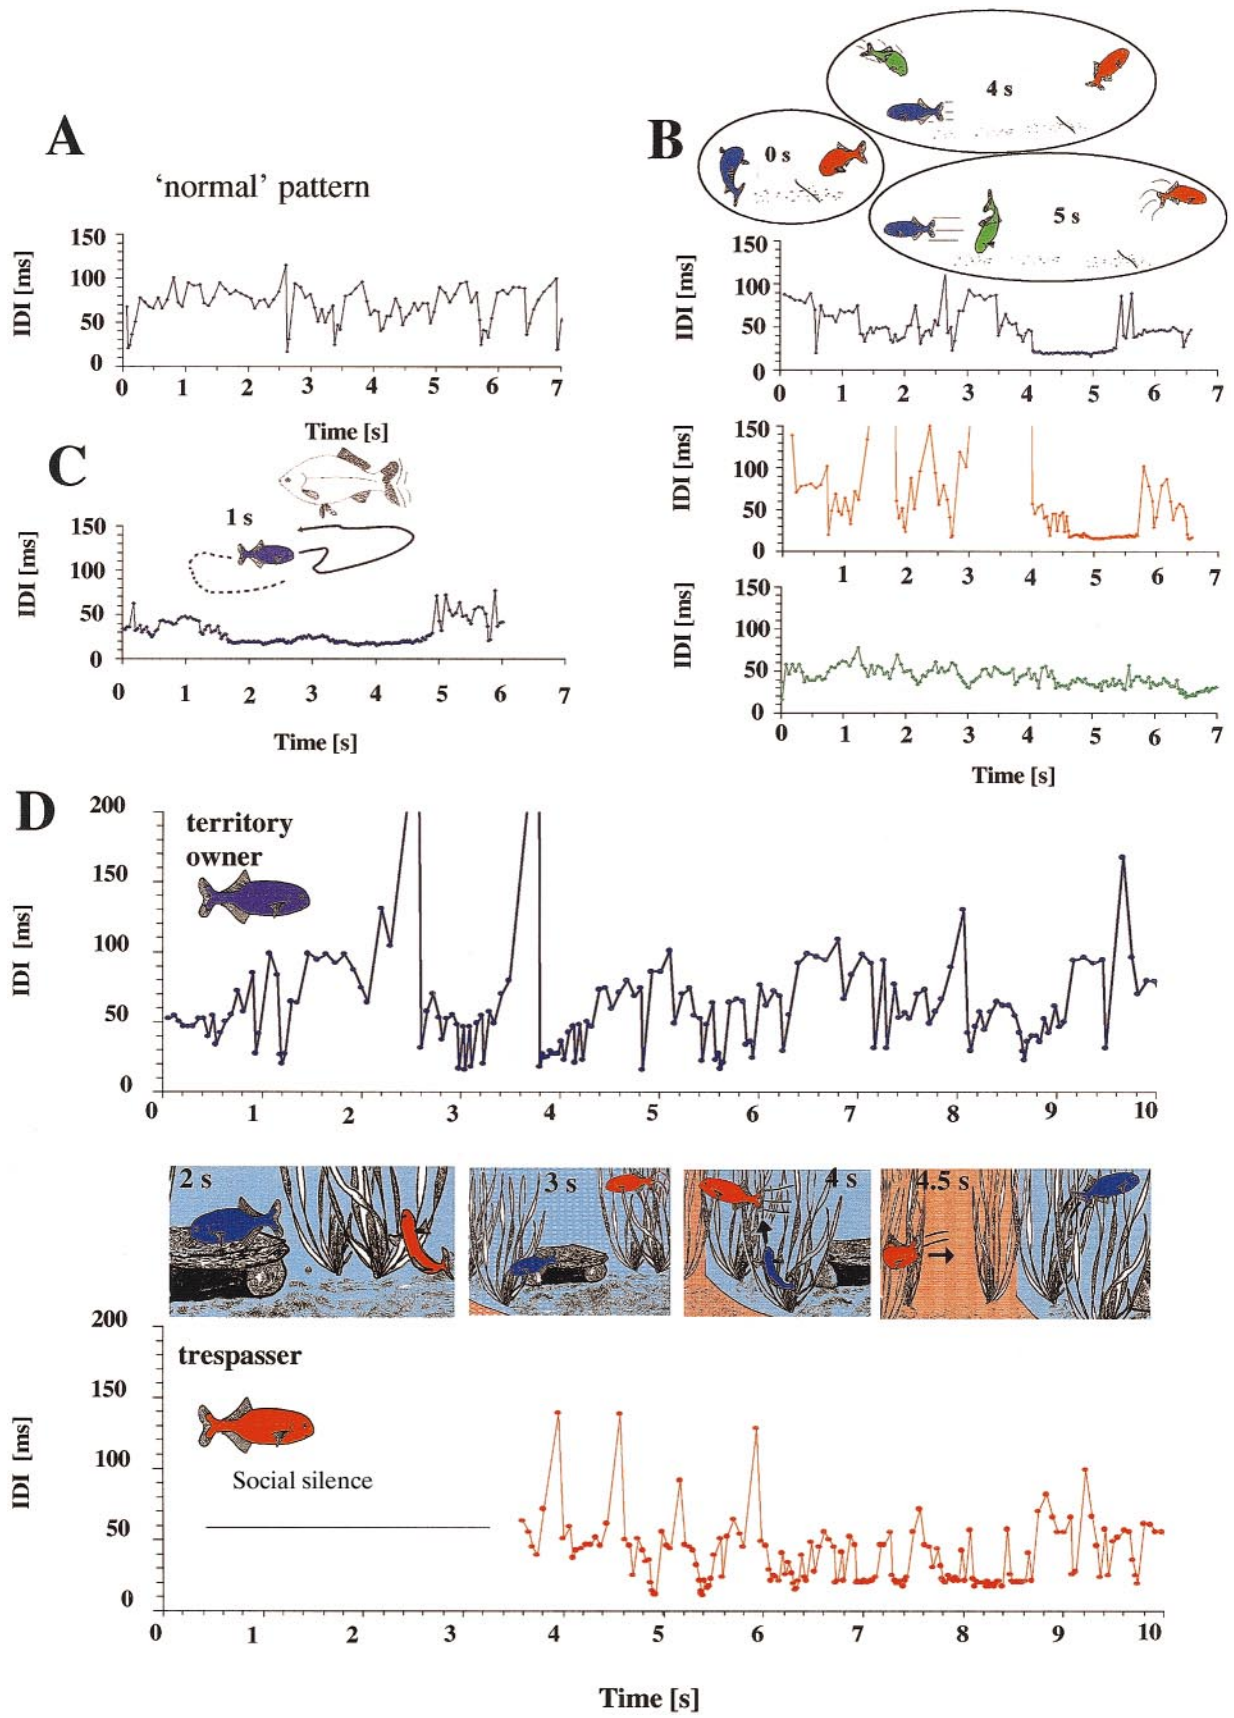 A
'normal' pattern
IDI [ms]
150
100
50
0
0 1 2 3 4 5 6 7
Time [s]
B
4 s
0 s
5 s
IDI [ms]
150
100
50
0
0 1 2 3 4 5 6 7
IDI [ms]
150
100
50
0
1 2 3 4 5 6 7
IDI [ms]
150
100
50
0
0 1 2 3 4 5 6 7
Time [s]
C
1 s
IDI [ms]
150
100
50
0
0 1 2 3 4 5 6 7
Time [s]
D
territory
owner
IDI [ms]
200
150
100
50
0
0 1 2 3 4 5 6 7 8 9 10
2 s
3 s
4 s
4.5 s
trespasser
Social silence
IDI [ms]
200
150
100
50
0
0 1 2 3 4 5 6 7 8 9 10
Time [s]